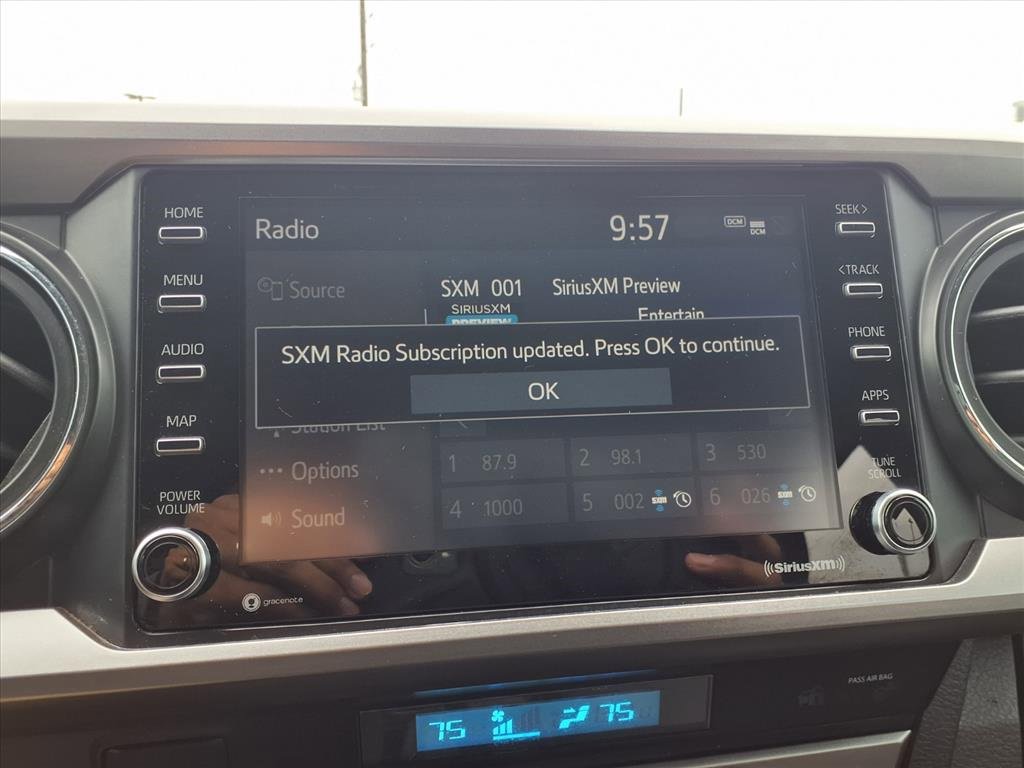 HOME
MENU
AUDIO
MAP
POWER
VOLUME
Radio
9:57
DCM
DCM
Source
SXM 001
SiriusXM Preview
SIRIUSXM
PREVIEW
Entertain
SXM Radio Subscription updated. Press OK to continue.
OK
Station List
Options
Sound
1 87.9
2 98.1
3 530
4 1000
5 002 SXM
6 026 SXM
SEEK>
<TRACK
PHONE
APPS
TUNE
SCROLL
gracenote
((SiriusXM))
75
75
PASS AIR BAG